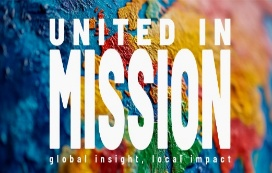 UNITED IN
MISSION
global insight, local impact